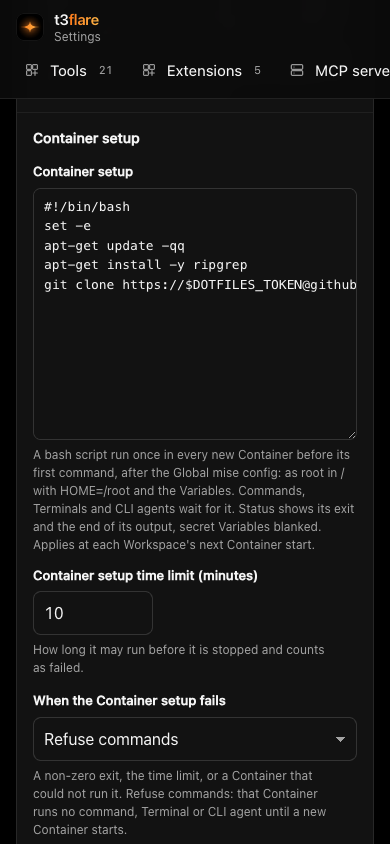 t3flare
Settings
Tools 21 Extensions 5 MCP serve
Container setup
Container setup
#!/bin/bash
set -e
apt-get update -qq
apt-get install -y ripgrep
git clone https://$DOTFILES_TOKEN@github
A bash script run once in every new Container before its
first command, after the Global mise config: as root in /
with HOME=/root and the Variables. Commands,
Terminals and CLI agents wait for it. Status shows its exit
and the end of its output, secret Variables blanked.
Applies at each Workspace's next Container start.
Container setup time limit (minutes)
10
How long it may run before it is stopped and counts
as failed.
When the Container setup fails
Refuse commands
A non-zero exit, the time limit, or a Container that
could not run it. Refuse commands: that Container
runs no command, Terminal or CLI agent until a new
Container starts.